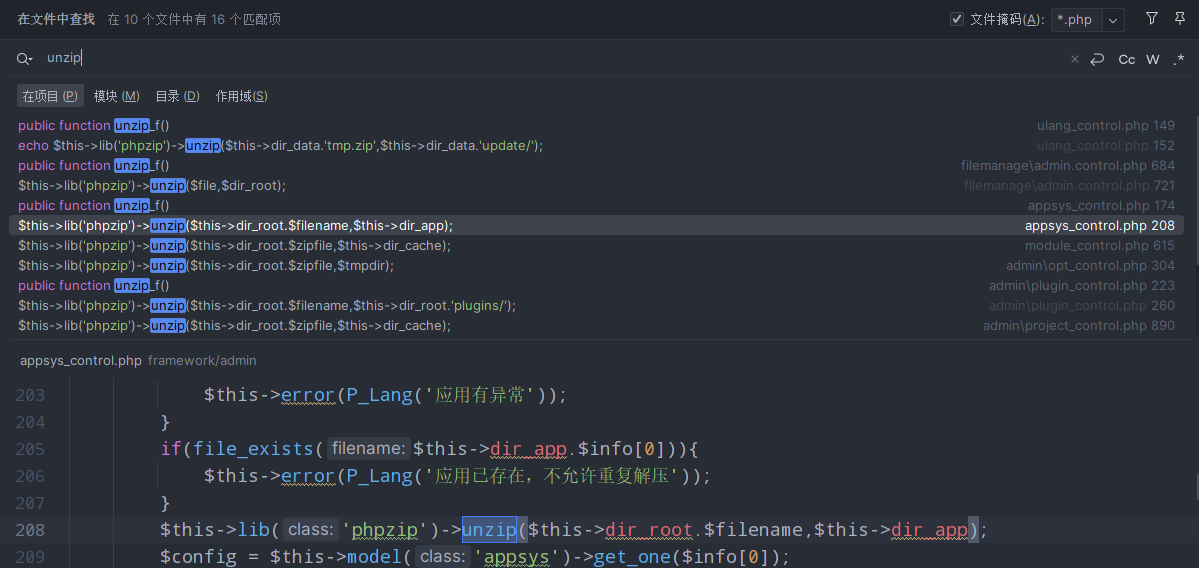 在文件中查找 在 10 个文件中有 16 个匹配项 文件掩码(A): *.php
unzip × Cc W .*
在项目 (P) 模块 (M) 目录 (D) 作用域(S)
public function unzip_f() ulang_control.php 149
echo $this->lib('phpzip')->unzip($this->dir_data.'tmp.zip',$this->dir_data.'update/'); ulang_control.php 152
public function unzip_f() filemanage\admin.control.php 684
$this->lib('phpzip')->unzip($file,$dir_root); filemanage\admin.control.php 721
public function unzip_f() appsys_control.php 174
$this->lib('phpzip')->unzip($this->dir_root.$filename,$this->dir_app); appsys_control.php 208
$this->lib('phpzip')->unzip($this->dir_root.$zipfile,$this->dir_cache); module_control.php 615
$this->lib('phpzip')->unzip($this->dir_root.$zipfile,$tmpdir); admin\opt_control.php 304
public function unzip_f() admin\plugin_control.php 223
$this->lib('phpzip')->unzip($this->dir_root.$filename,$this->dir_root.'plugins/'); admin\plugin_control.php 260
$this->lib('phpzip')->unzip($this->dir_root.$zipfile,$this->dir_cache); admin\project_control.php 890
appsys_control.php framework/admin
203 $this->error(P_Lang('应用有异常'));
204 }
205 if(file_exists( filename: $this->dir_app.$info[0])){
206 $this->error(P_Lang('应用已存在，不允许重复解压'));
207 }
208 $this->lib( class: 'phpzip')->unzip($this->dir_root.$filename,$this->dir_app);
209 $config = $this->model( class: 'appsys')->get_one($info[0]);